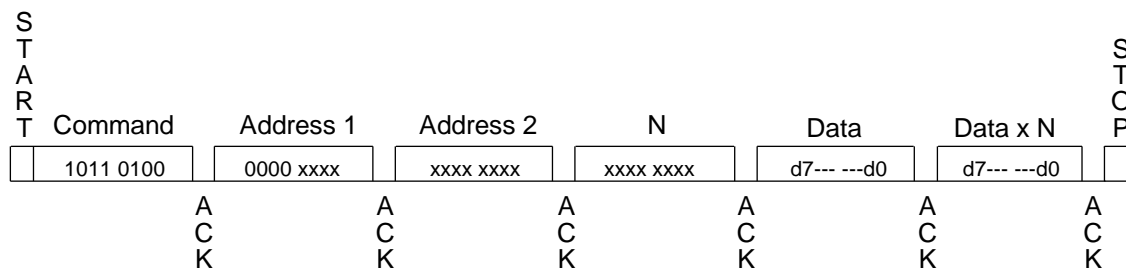 START
Command
Address 1
Address 2
N
Data
Data x N
STOP
1011 0100
0000 xxxx
xxxx xxxx
xxxx xxxx
d7--- ---d0
d7--- ---d0
ACK
ACK
ACK
ACK
ACK
ACK